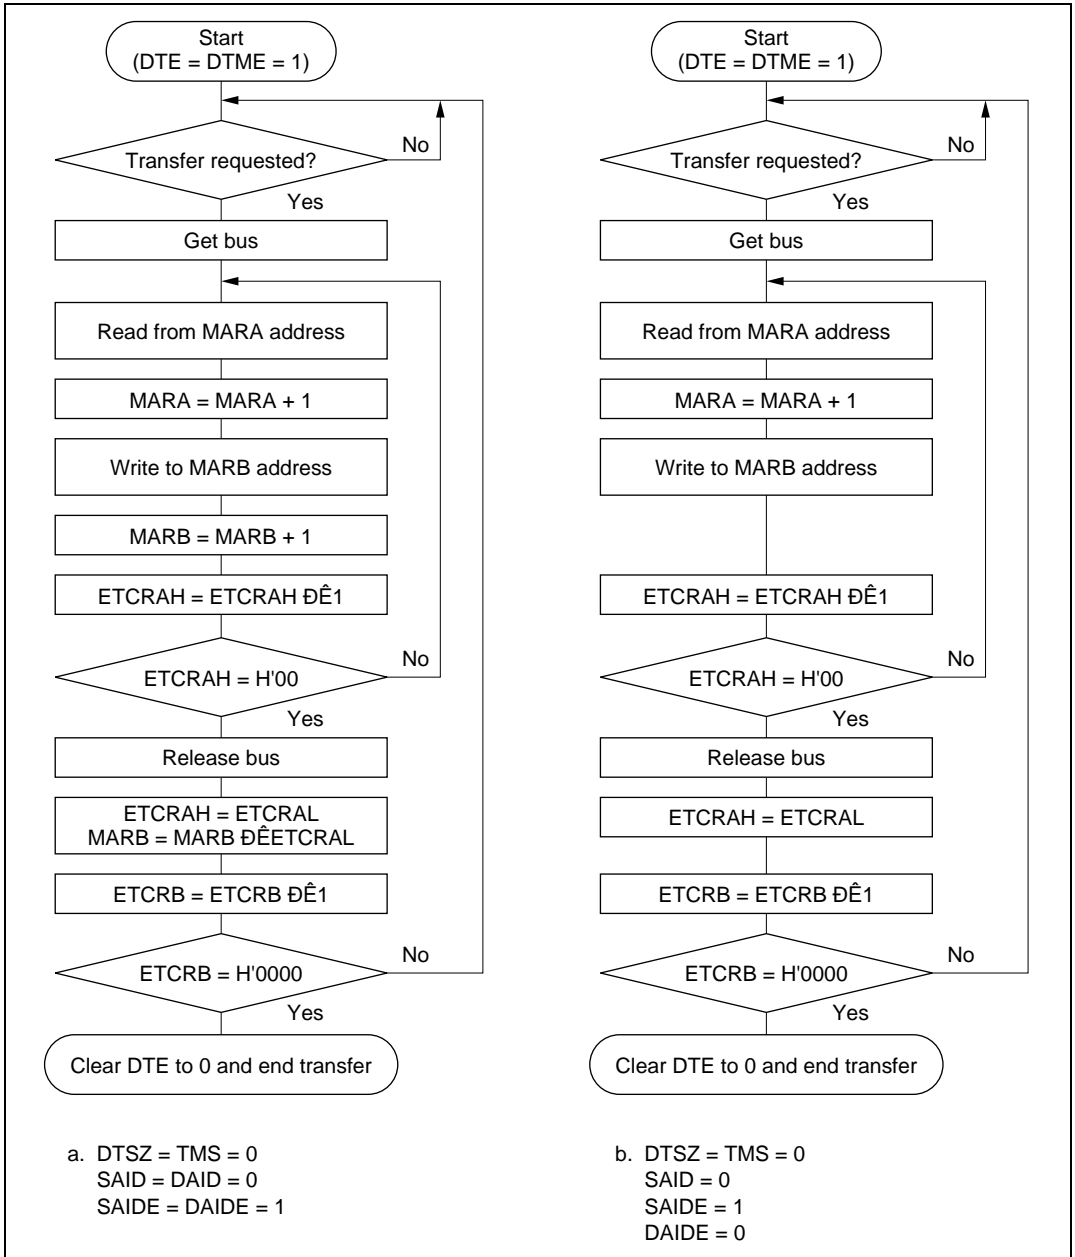 Start
(DTE = DTME = 1)
Transfer requested?
No
Yes
Get bus
Read from MARA address
MARA = MARA + 1
Write to MARB address
MARB = MARB + 1
ETCRAH = ETCRAH ÐÊ1
ETCRAH = H'00
No
Yes
Release bus
ETCRAH = ETCRAL
MARB = MARB ÐÊETCRAL
ETCRB = ETCRB ÐÊ1
ETCRB = H'0000
No
Yes
Clear DTE to 0 and end transfer
a. DTSZ = TMS = 0
SAID = DAID = 0
SAIDE = DAIDE = 1
Start
(DTE = DTME = 1)
Transfer requested?
No
Yes
Get bus
Read from MARA address
MARA = MARA + 1
Write to MARB address
ETCRAH = ETCRAH ÐÊ1
ETCRAH = H'00
No
Yes
Release bus
ETCRAH = ETCRAL
ETCRB = ETCRB ÐÊ1
ETCRB = H'0000
No
Yes
Clear DTE to 0 and end transfer
b. DTSZ = TMS = 0
SAID = 0
SAIDE = 1
DAIDE = 0